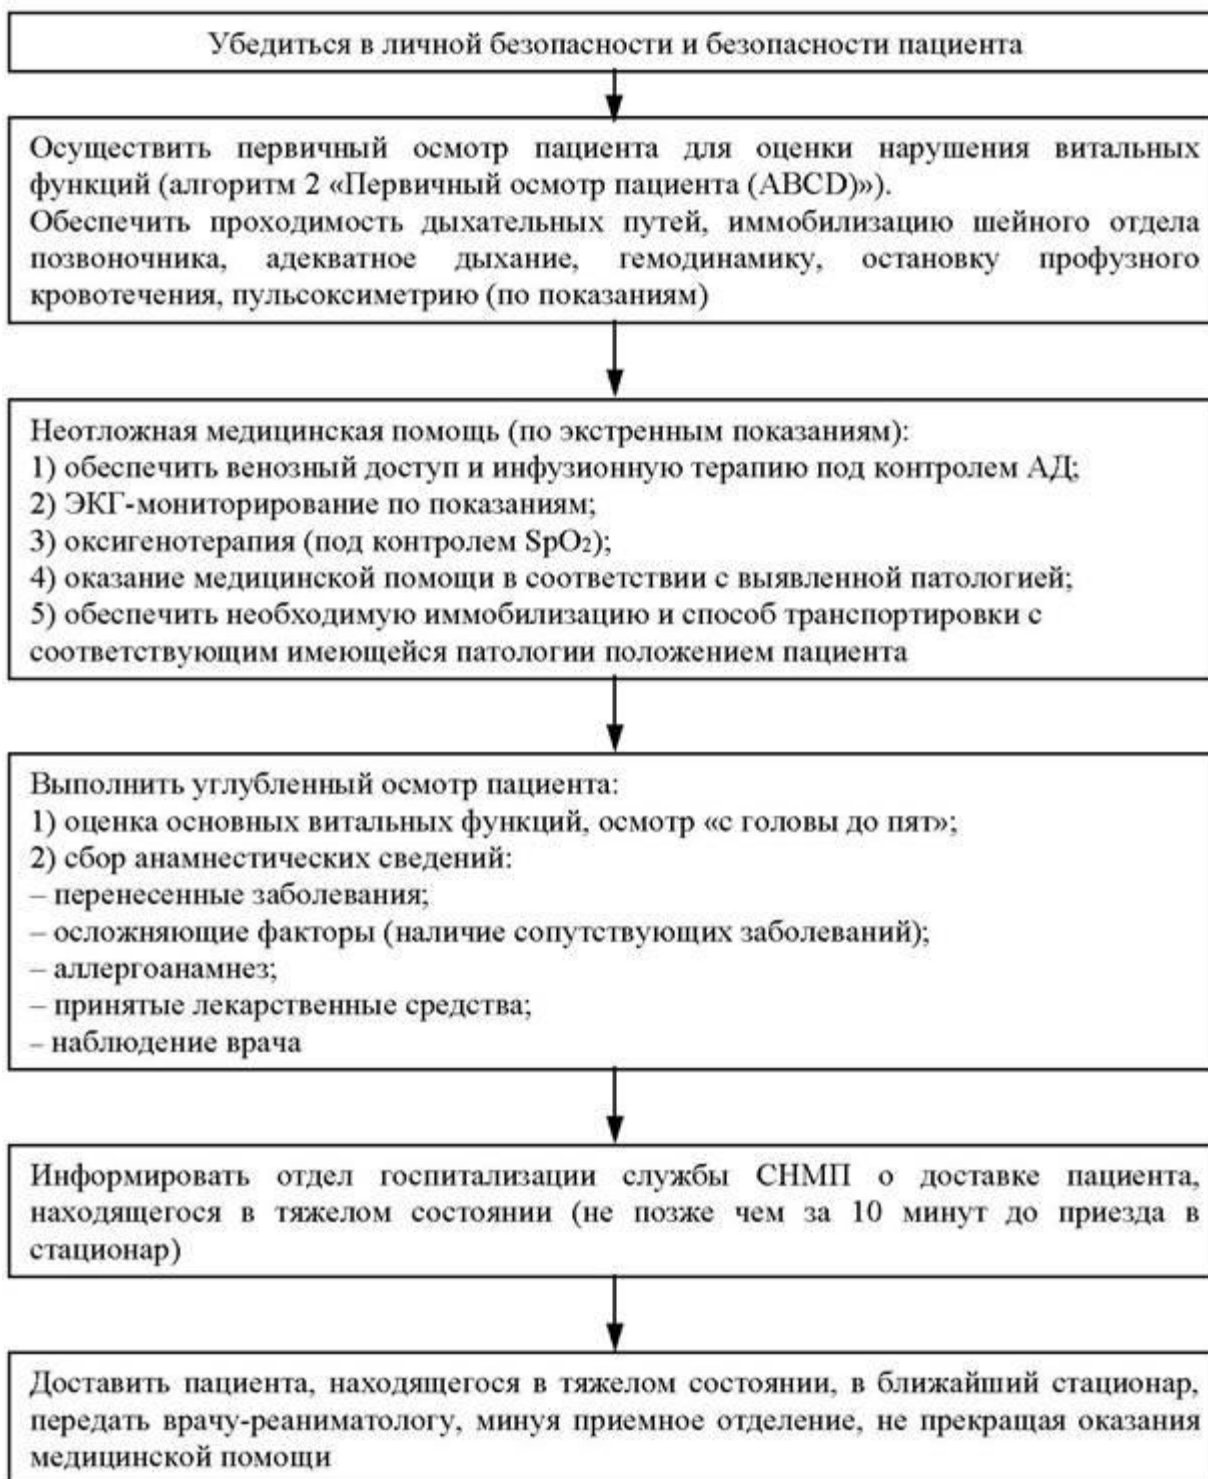 Убедиться в личной безопасности и безопасности пациента
Осуществить первичный осмотр пациента для оценки нарушения витальных
функций (алгоритм 2 «Первичный осмотр пациента (ABCD)»).
Обеспечить проходимость дыхательных путей, иммобилизацию шейного отдела
позвоночника, адекватное дыхание, гемодинамику, остановку профузного
кровотечения, пульсоксиметрию (по показаниям)
Неотложная медицинская помощь (по экстренным показаниям):
1) обеспечить венозный доступ и инфузионную терапию под контролем АД;
2) ЭКГ-мониторирование по показаниям;
3) оксигенотерапия (под контролем SpO₂);
4) оказание медицинской помощи в соответствии с выявленной патологией;
5) обеспечить необходимую иммобилизацию и способ транспортировки с
соответствующим имеющейся патологии положением пациента
Выполнить углубленный осмотр пациента:
1) оценка основных витальных функций, осмотр «с головы до пят»;
2) сбор анамнестических сведений:
– перенесенные заболевания;
– осложняющие факторы (наличие сопутствующих заболеваний);
– аллергоанамнез;
– принятые лекарственные средства;
– наблюдение врача
Информировать отдел госпитализации службы СНМП о доставке пациента,
находящегося в тяжелом состоянии (не позже чем за 10 минут до приезда в
стационар)
Доставить пациента, находящегося в тяжелом состоянии, в ближайший стационар,
передать врачу-реаниматологу, минуя приемное отделение, не прекращая оказания
медицинской помощи